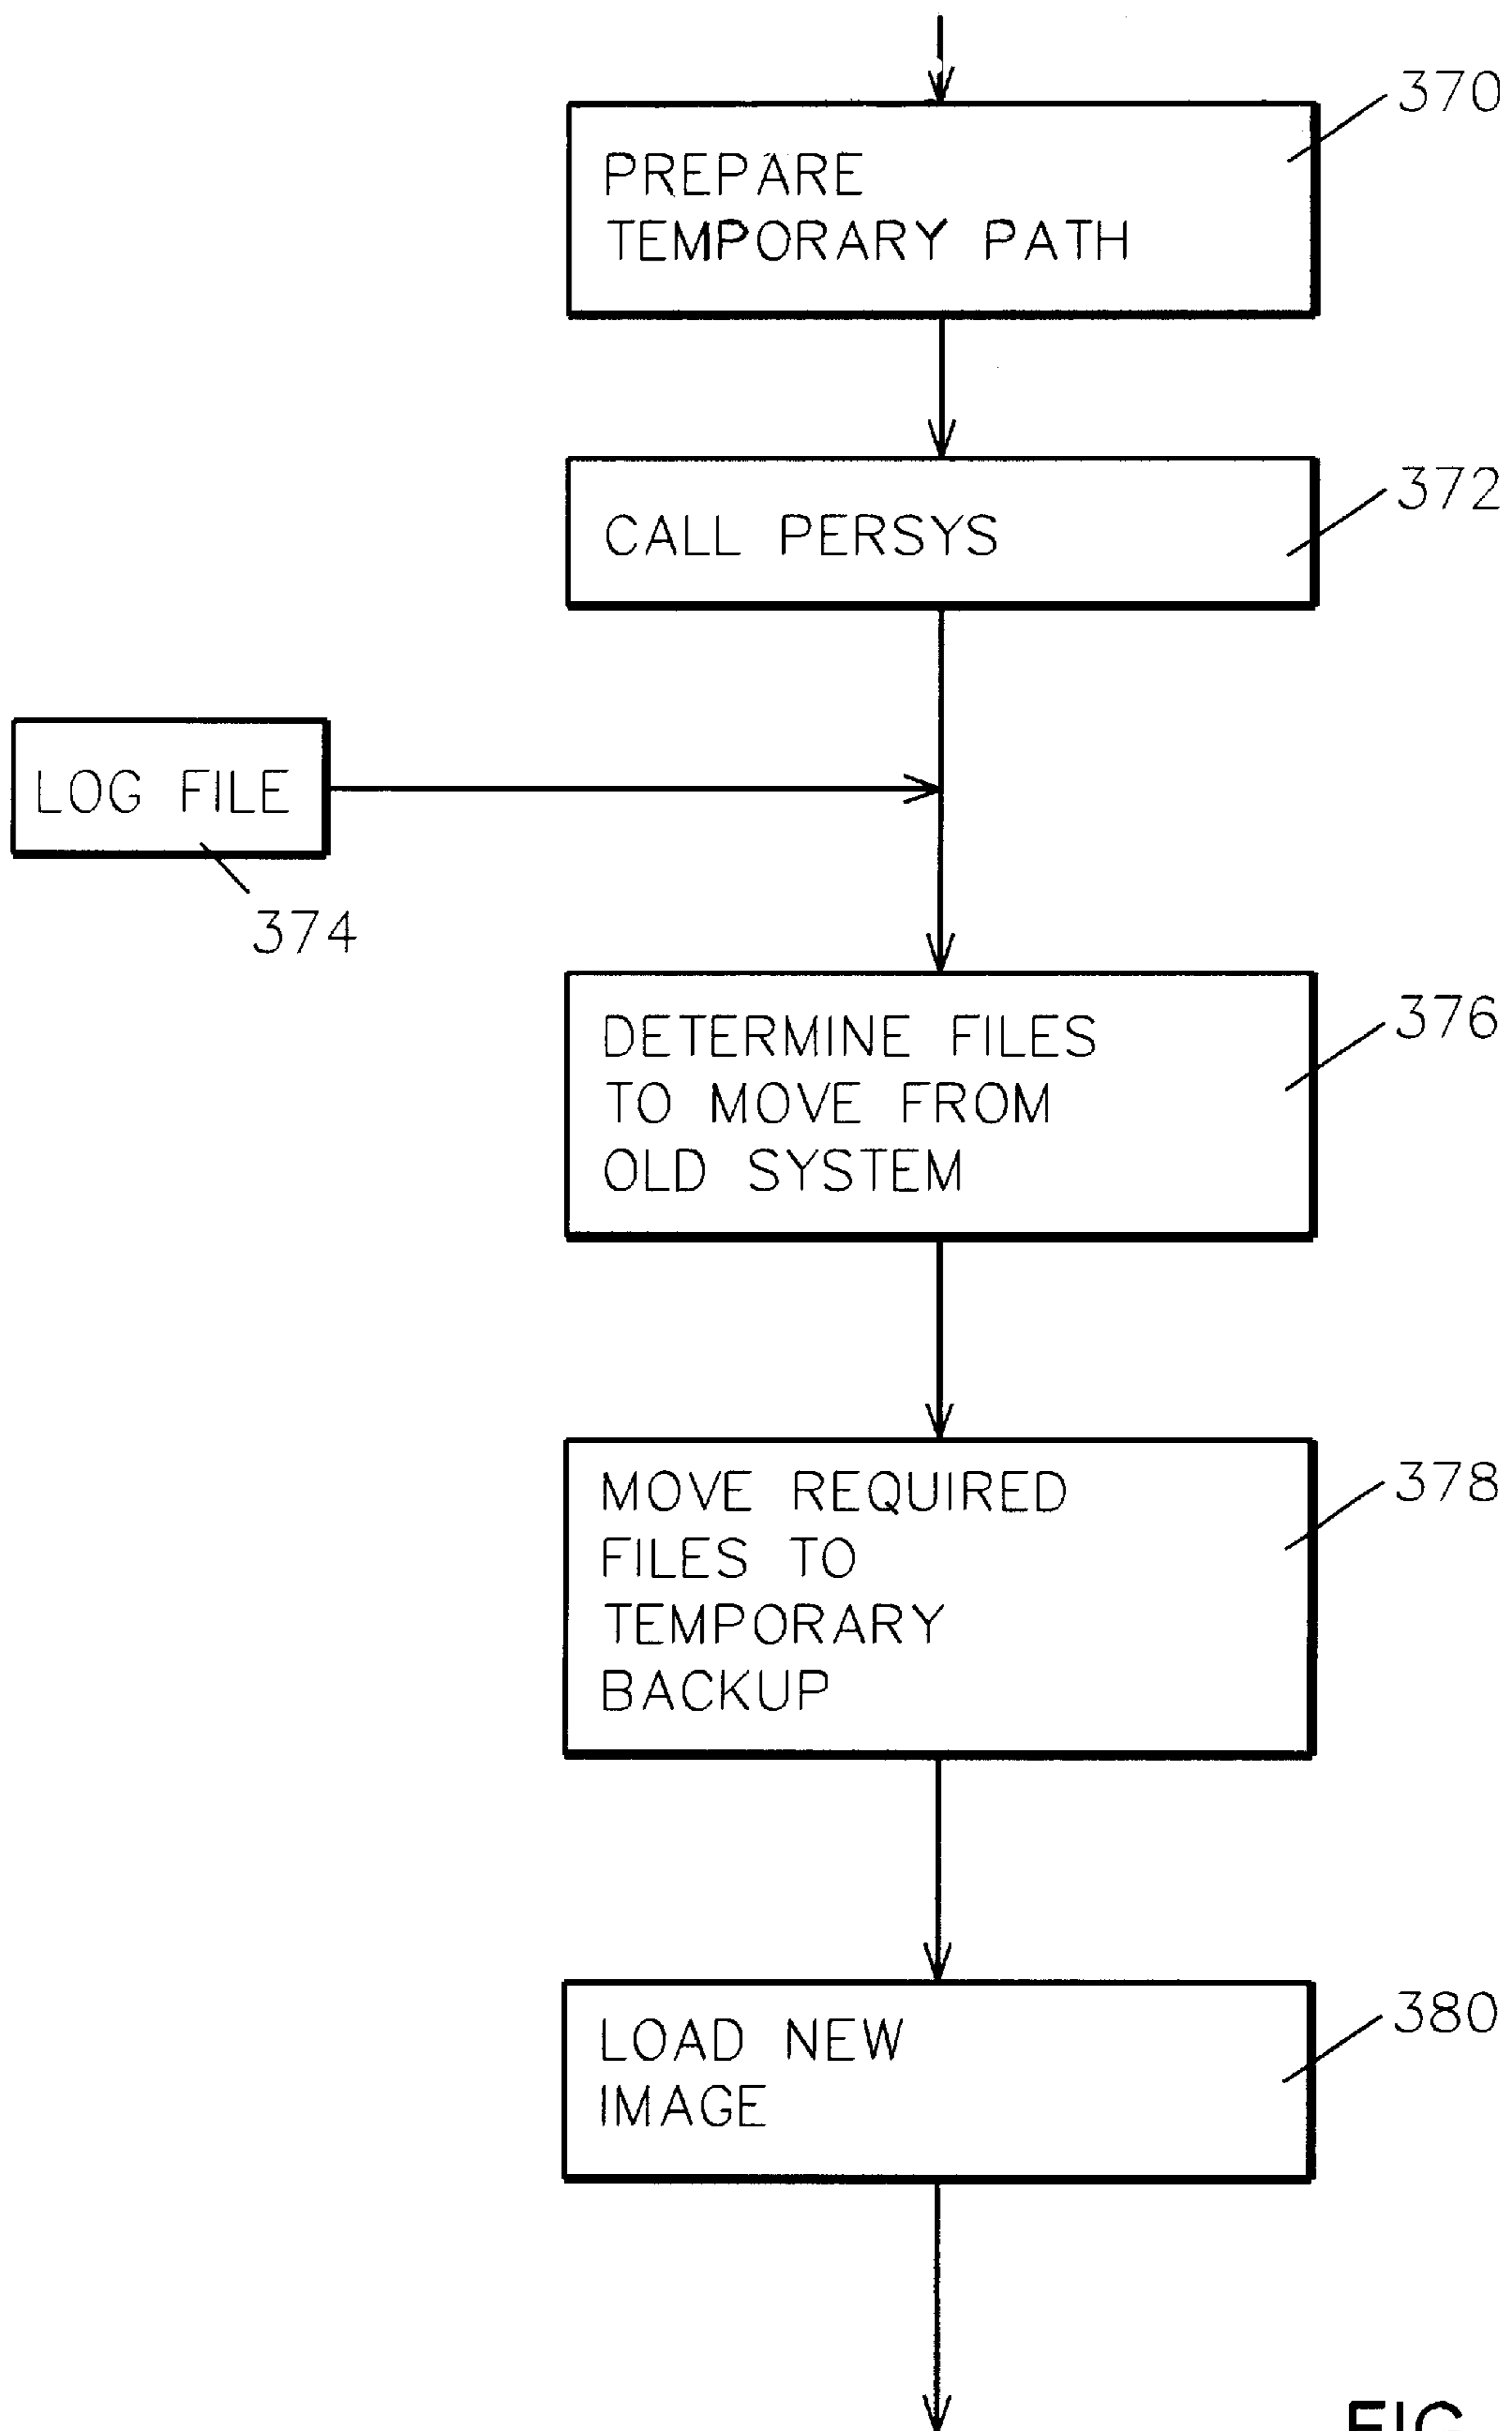 370
PREPARE
TEMPORARY PATH
372
CALL PERSYS
LOG FILE
374
376
DETERMINE FILES
TO MOVE FROM
OLD SYSTEM
378
MOVE REQUIRED
FILES TO
TEMPORARY
BACKUP
380
LOAD NEW
IMAGE
FIG